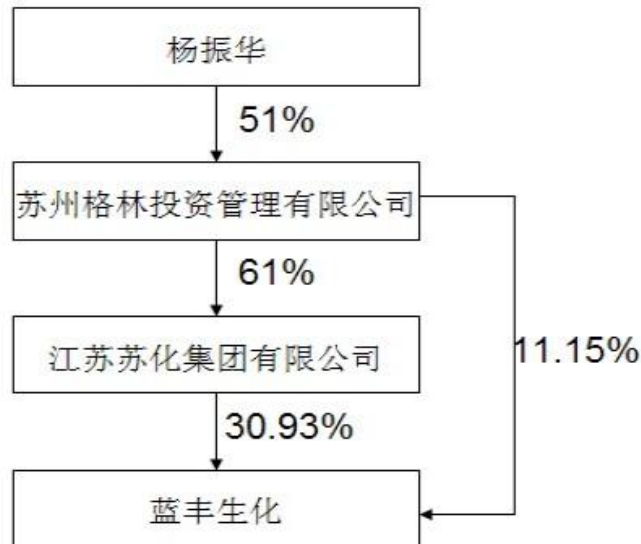 杨振华
51%
苏州格林投资管理有限公司
61%
江苏苏化集团有限公司
11.15%
30.93%
蓝丰生化